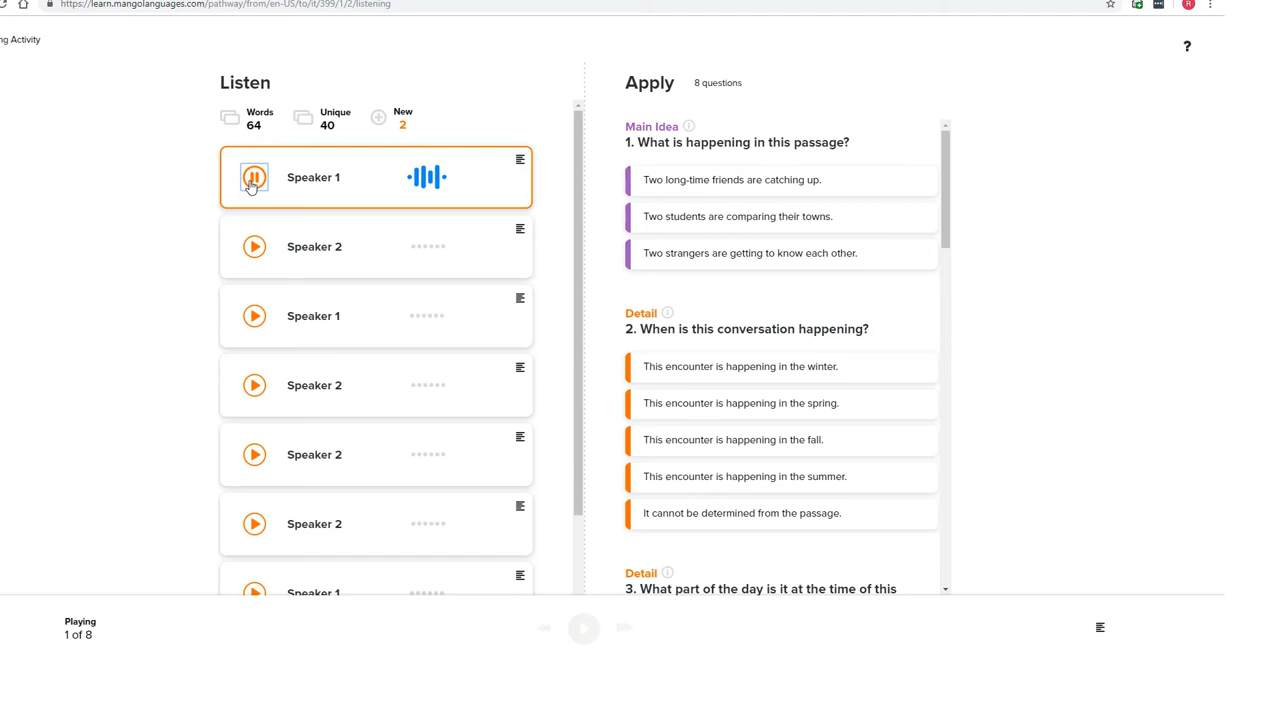 https://learn.mangolanguages.com/pathway/from/en-US/to/it/399/1/2/listening
R
ng Activity
?
Listen
Words
64
Unique
40
New
2
Speaker 1
Speaker 2
Speaker 1
Speaker 2
Speaker 2
Speaker 2
Speaker 1
Apply 8 questions
Main Idea
1. What is happening in this passage?
Two long-time friends are catching up.
Two students are comparing their towns.
Two strangers are getting to know each other.
Detail
2. When is this conversation happening?
This encounter is happening in the winter.
This encounter is happening in the spring.
This encounter is happening in the fall.
This encounter is happening in the summer.
It cannot be determined from the passage.
Detail
3. What part of the day is it at the time of this
Playing
1 of 8